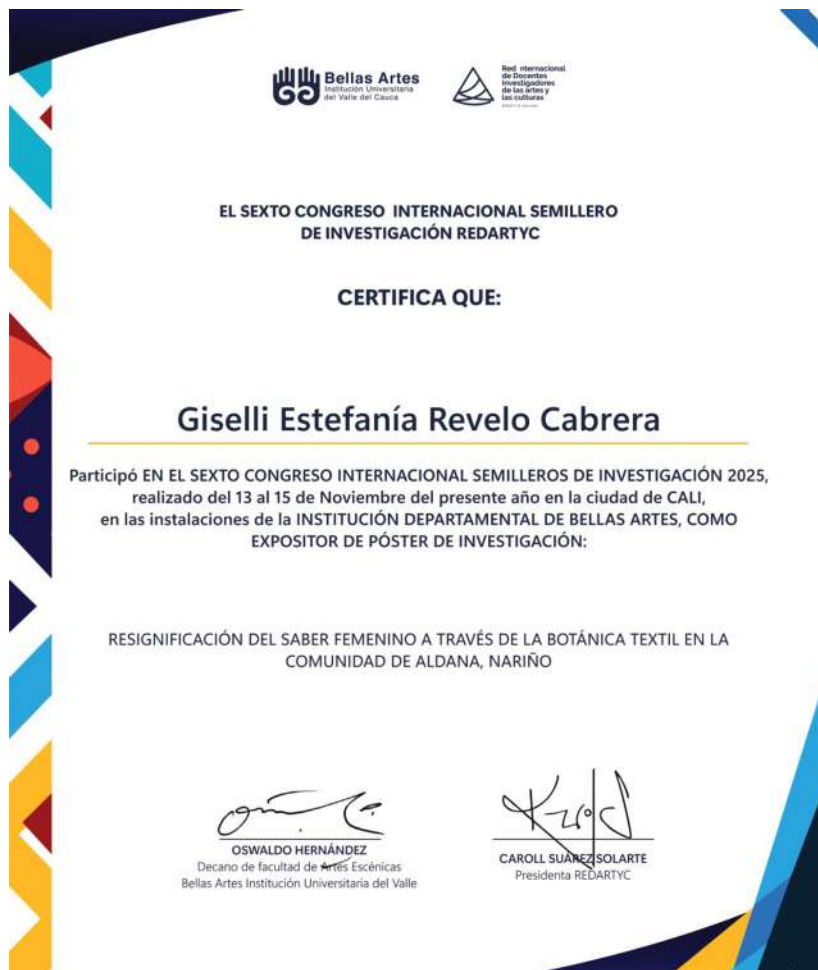 Bellas Artes
Institución Universitaria
del Valle del Cauca
Red nternacional
de Docentes
Investigadores
de las artes y
las culturas
EL SEXTO CONGRESO INTERNACIONAL SEMILLERO
DE INVESTIGACIÓN REDARTYC
CERTIFICA QUE:
Giselli Estefanía Revelo Cabrera
Participó EN EL SEXTO CONGRESO INTERNACIONAL SEMILLEROS DE INVESTIGACIÓN 2025,
realizado del 13 al 15 de Noviembre del presente año en la ciudad de CALI,
en las instalaciones de la INSTITUCIÓN DEPARTAMENTAL DE BELLAS ARTES, COMO
EXPOSITOR DE PÓSTER DE INVESTIGACIÓN:
RESIGNIFICACIÓN DEL SABER FEMENINO A TRAVÉS DE LA BOTÁNICA TEXTIL EN LA
COMUNIDAD DE ALDANA, NARIÑO
OSWALDO HERNÁNDEZ
Decano de facultad de Artes Escénicas
Bellas Artes Institución Universitaria del Valle
CAROLL SUÁREZ SOLARTE
Presidenta REDARTYC